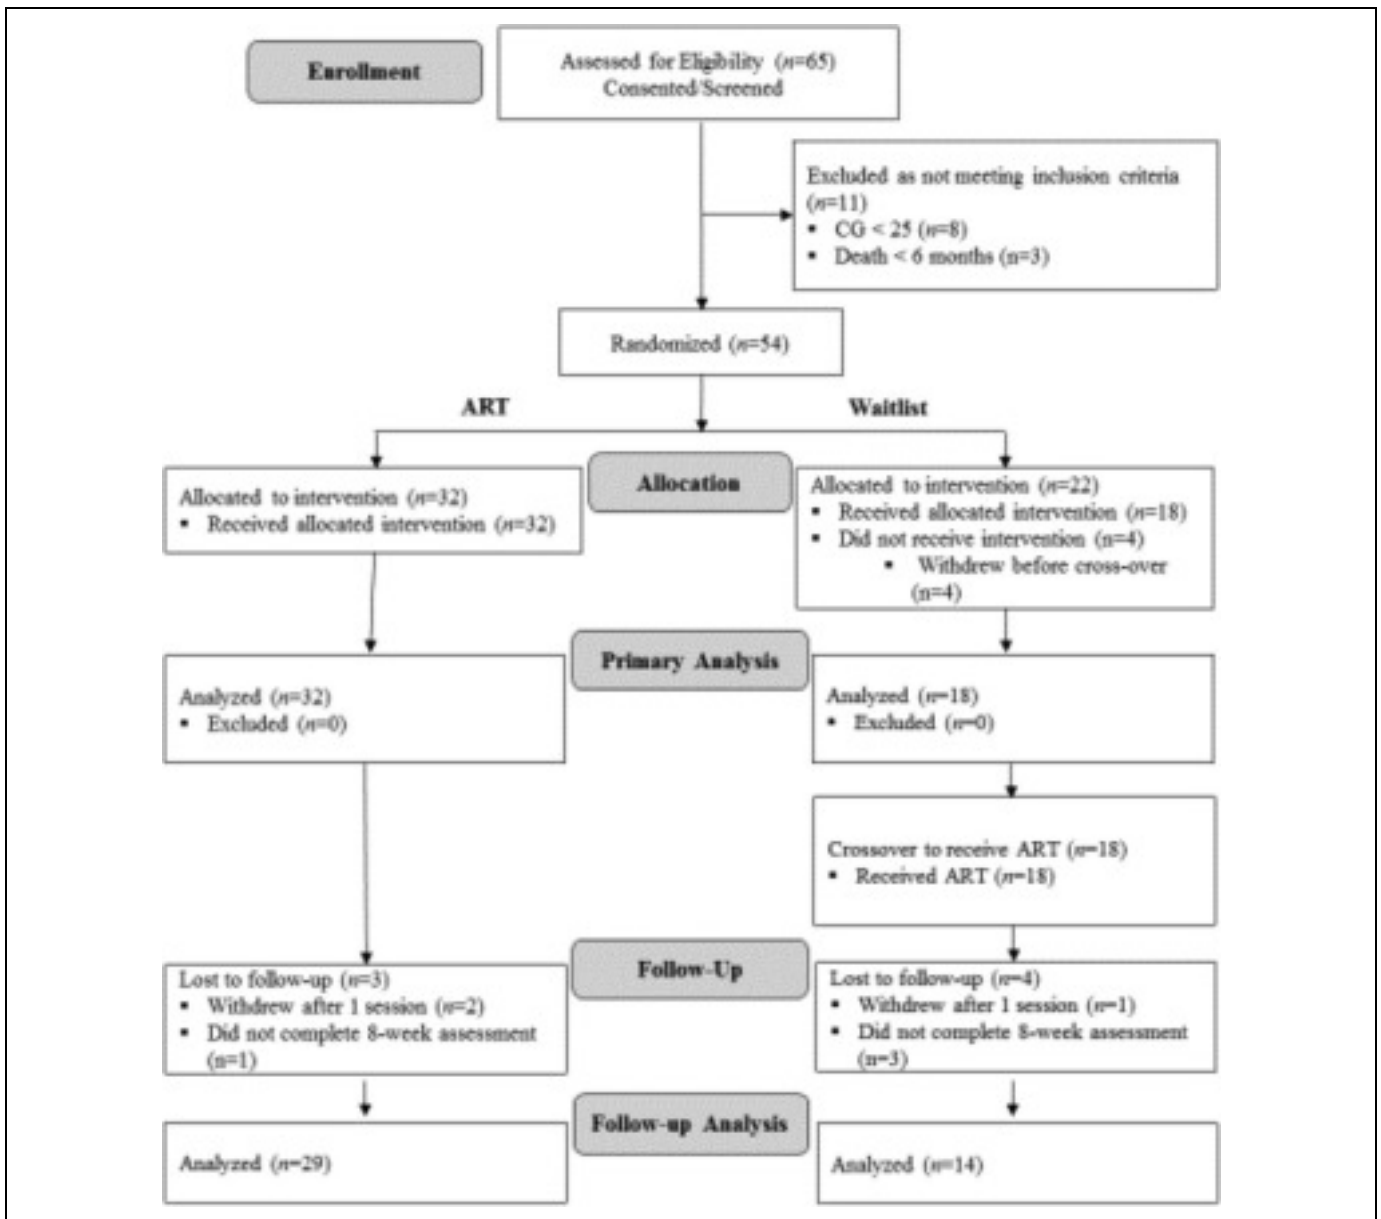 Enrollment
Assessed for Eligibility (n=65)
Consented/Screened
Excluded as not meeting inclusion criteria
(n=11)
▪ CG < 25 (n=8)
▪ Death < 6 months (n=3)
Randomized (n=54)
ART
Waitlist
Allocation
Allocated to intervention (n=32)
▪ Received allocated intervention (n=32)
Allocated to intervention (n=22)
▪ Received allocated intervention (n=18)
▪ Did not receive intervention (n=4)
▪ Withdrew before cross-over
(n=4)
Primary Analysis
Analyzed (n=32)
▪ Excluded (n=0)
Analyzed (n=18)
▪ Excluded (n=0)
Crossover to receive ART (n=18)
▪ Received ART (n=18)
Follow-Up
Lost to follow-up (n=3)
▪ Withdrew after 1 session (n=2)
▪ Did not complete 8-week assessment
(n=1)
Lost to follow-up (n=4)
▪ Withdrew after 1 session (n=1)
▪ Did not complete 8-week assessment
(n=3)
Follow-up Analysis
Analyzed (n=29)
Analyzed (n=14)